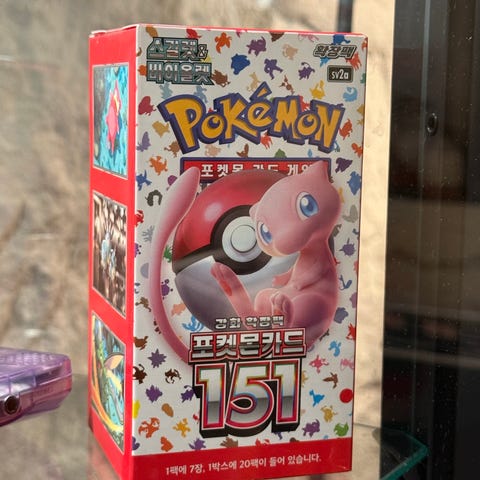 스칼렛&
바이올렛
확장팩
sv2a
POKÉMON
포켓몬 카드 게임
강화 확장팩
포켓몬 카드
151
1팩에 7장, 1박스에 20팩이 들어 있습니다.